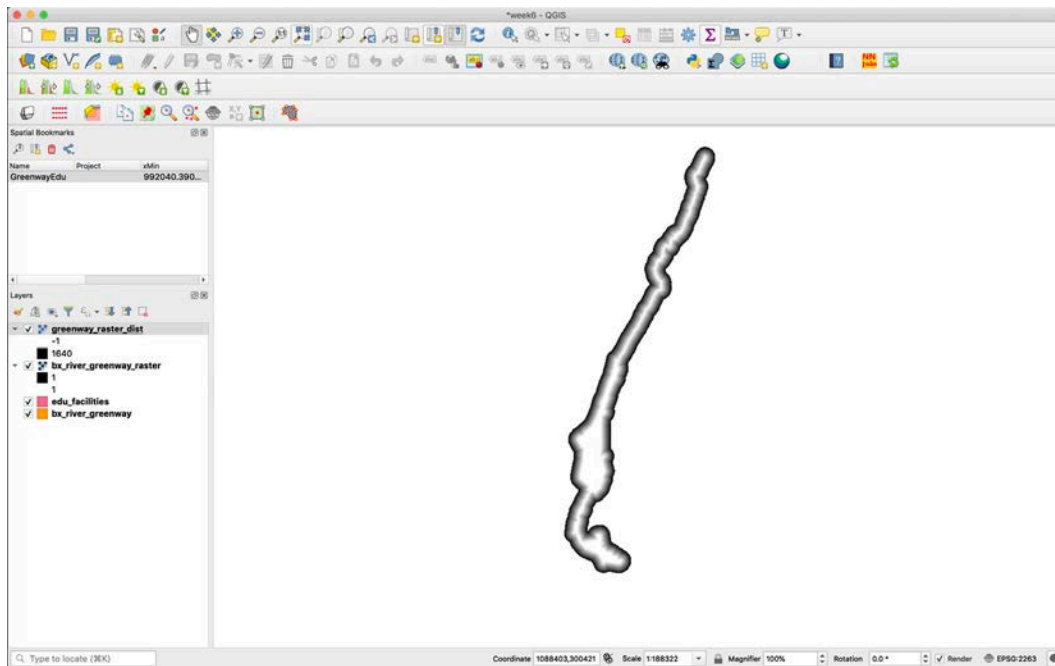 *week6 - QGIS
Spatial Bookmarks
Name Project xMin
GreenwayEdu 992040.390...
Layers
greenway_raster_dist
-1
1640
bx_river_greenway_raster
1
1
edu_facilities
bx_river_greenway
Type to locate (⌘K) Coordinate 1088403,300421 Scale 1:188322 Magnifier 100% Rotation 0.0 ° Render EPSG:2263